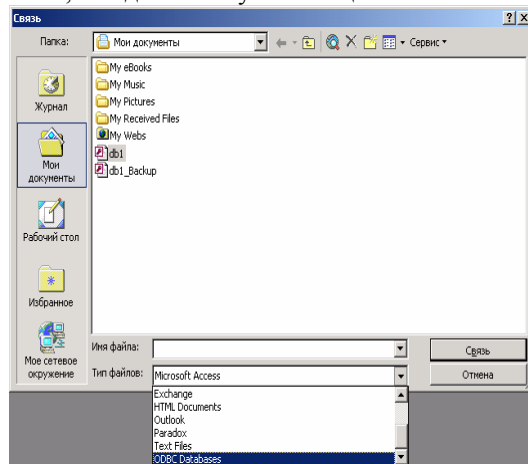 Связь
Папка: Мои документы Сервис
My eBooks
My Music
My Pictures
My Received Files
My Webs
db1
db1_Backup
Журнал
Мои документы
Рабочий стол
Избранное
Мое сетевое окружение
Имя файла: Связь
Тип файлов: Microsoft Access Отмена
Exchange
HTML Documents
Outlook
Paradox
Text Files
ODBC Databases